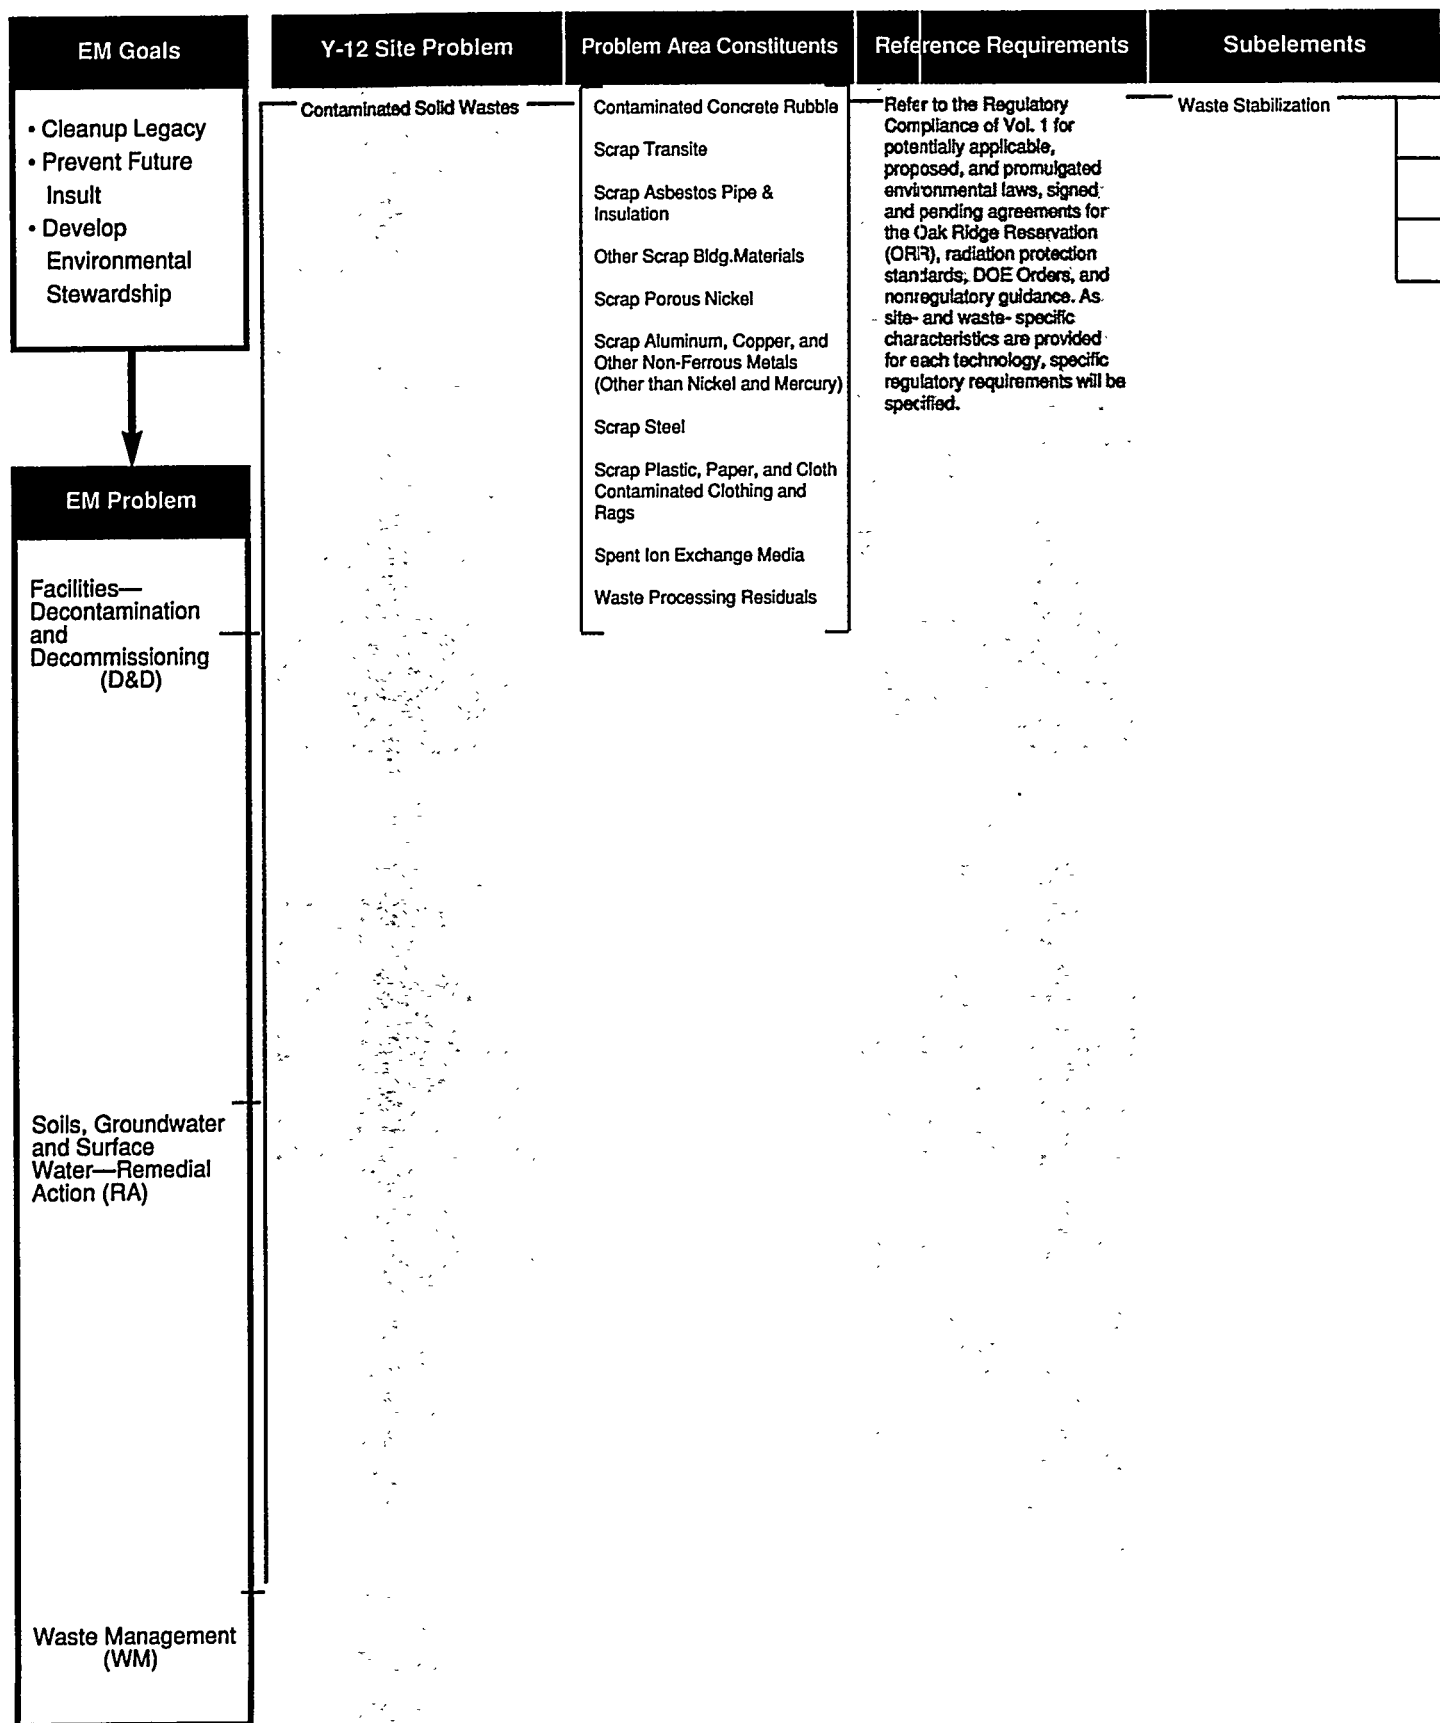 EM Goals
• Cleanup Legacy
• Prevent Future
Insult
• Develop
Environmental
Stewardship
EM Problem
Facilities—
Decontamination
and
Decommissioning
(D&D)
Soils, Groundwater
and Surface
Water—Remedial
Action (RA)
Waste Management
(WM)
Y-12 Site Problem
Contaminated Solid Wastes
Problem Area Constituents
Contaminated Concrete Rubble
Scrap Transite
Scrap Asbestos Pipe &
Insulation
Other Scrap Bldg.Materials
Scrap Porous Nickel
Scrap Aluminum, Copper, and
Other Non-Ferrous Metals
(Other than Nickel and Mercury)
Scrap Steel
Scrap Plastic, Paper, and Cloth
Contaminated Clothing and
Rags
Spent Ion Exchange Media
Waste Processing Residuals
Reference Requirements
Refer to the Regulatory
Compliance of Vol. 1 for
potentially applicable,
proposed, and promulgated
environmental laws, signed
and pending agreements for
the Oak Ridge Reservation
(ORR), radiation protection
standards, DOE Orders, and
nonregulatory guidance. As
site- and waste- specific
characteristics are provided
for each technology, specific
regulatory requirements will be
specified.
Subelements
Waste Stabilization